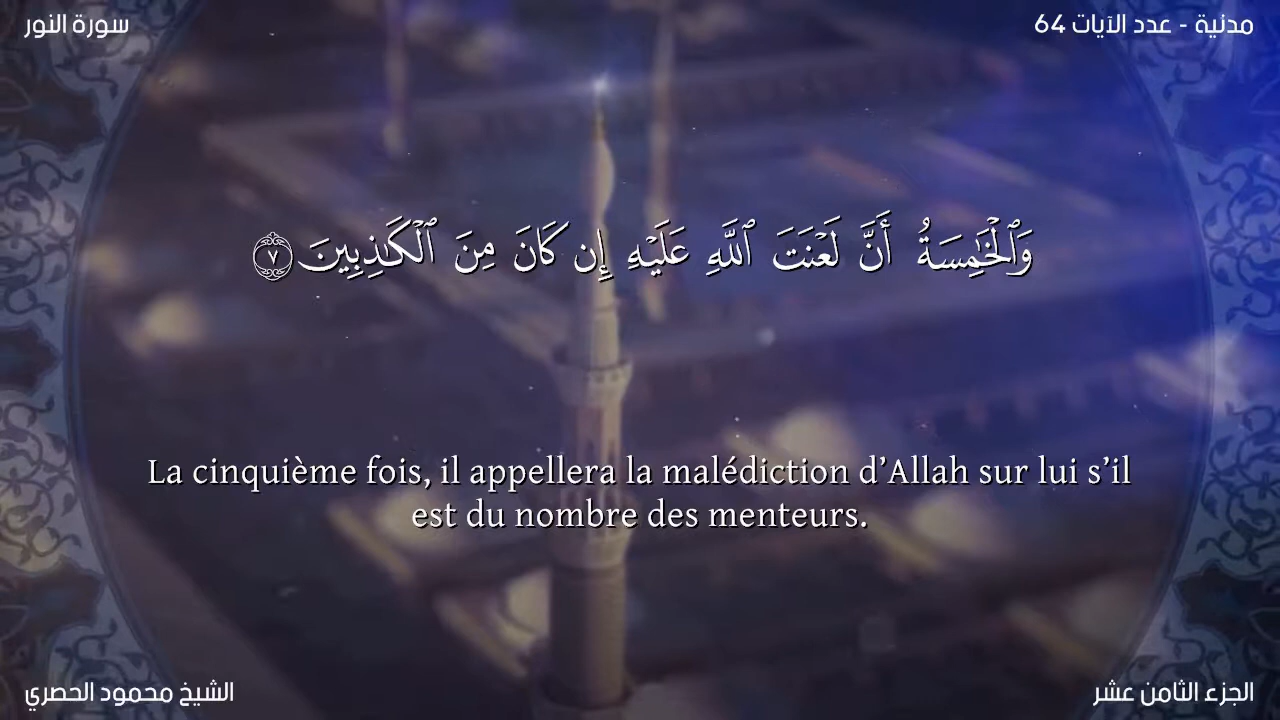 مدنية - عدد الآيات 64
سورة النور
وَٱلْخَٰمِسَةُ أَنَّ لَعْنَتَ ٱللَّهِ عَلَيْهِ إِن كَانَ مِنَ ٱلْكَٰذِبِينَ ٧
La cinquième fois, il appellera la malédiction d’Allah sur lui s’il
est du nombre des menteurs.
الجزء الثامن عشر
الشيخ محمود الحصري